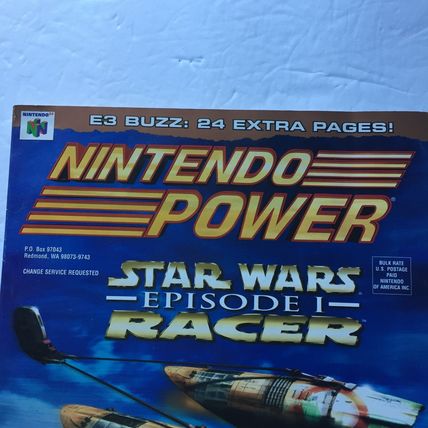 NINTENDO 64
E3 BUZZ: 24 EXTRA PAGES!
NINTENDO
POWER®
P.O. Box 97043
Redmond, WA 98073-9743
CHANGE SERVICE REQUESTED
BULK RATE
U.S. POSTAGE
PAID
NINTENDO
OF AMERICA INC
STAR WARS
EPISODE I
RACER™